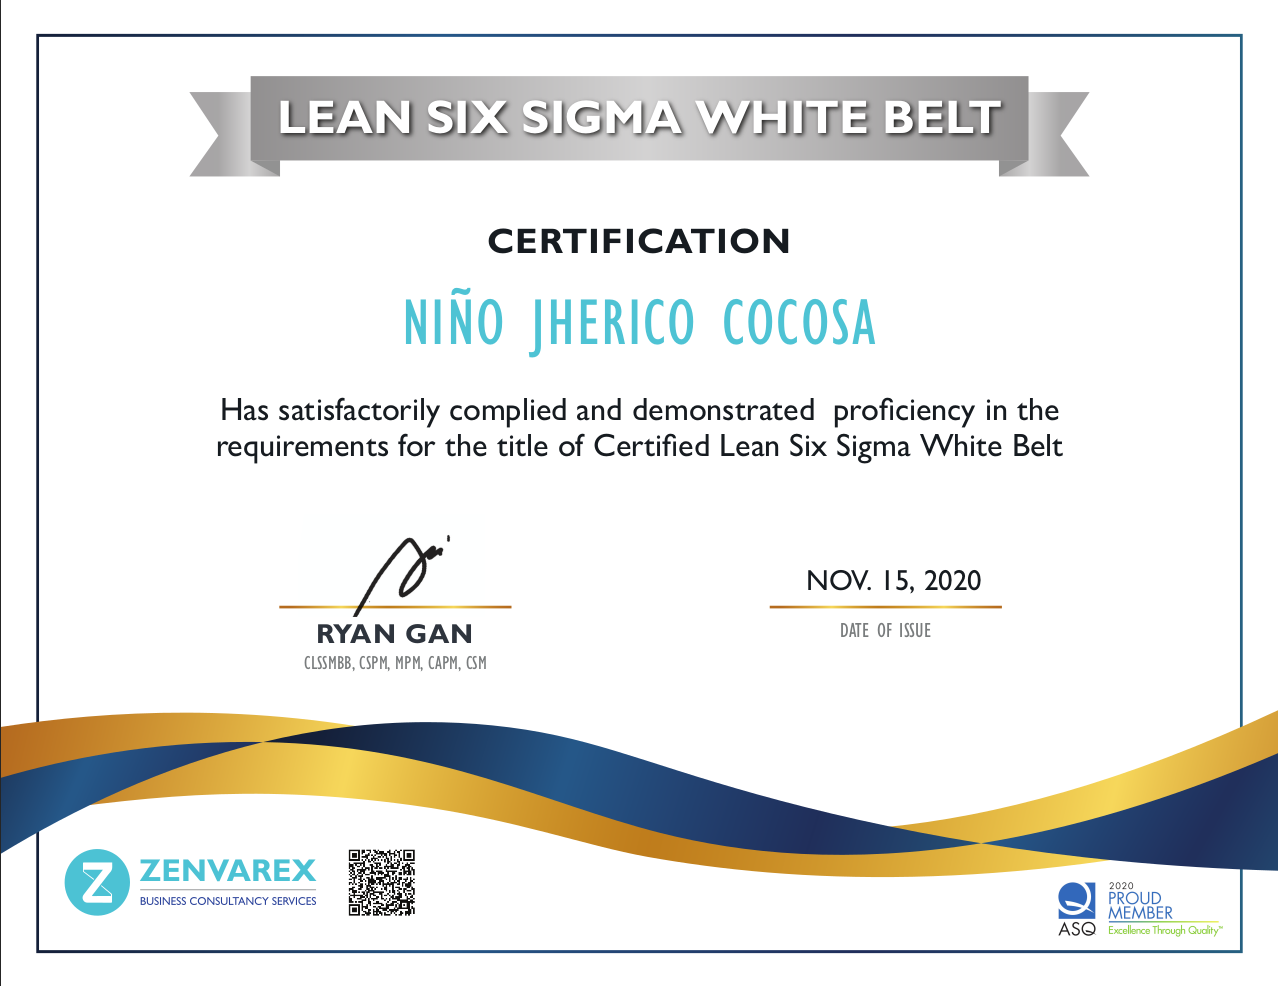 LEAN SIX SIGMA WHITE BELT
CERTIFICATION
NIÑO JHERICO COCOSA
Has satisfactorily complied and demonstrated proficiency in the
requirements for the title of Certified Lean Six Sigma White Belt
NOV. 15, 2020
RYAN GAN
DATE OF ISSUE
CLSSMBB, CSPM, MPM, CAPM, CSM
Z
ZENVAREX
BUSINESS CONSULTANCY SERVICES
2020
PROUD
MEMBER
ASQ
Excellence Through Quality™